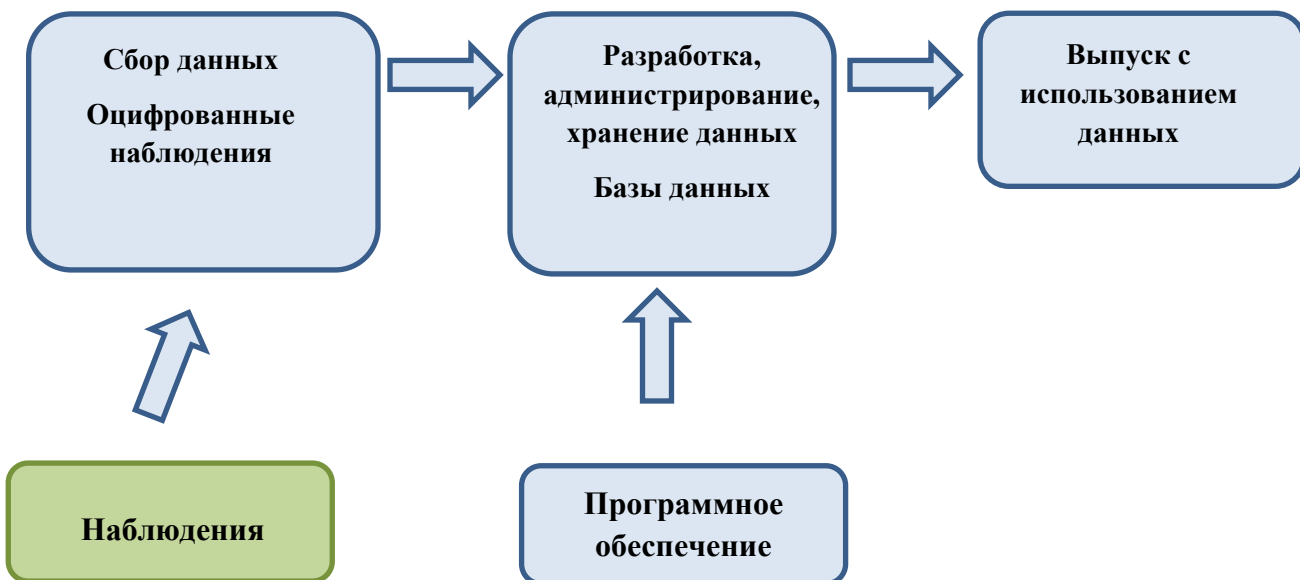 Сбор данных
Оцифрованные
наблюдения
Разработка,
администрирование,
хранение данных
Базы данных
Выпуск с
использованием
данных
Наблюдения
Программное
обеспечение